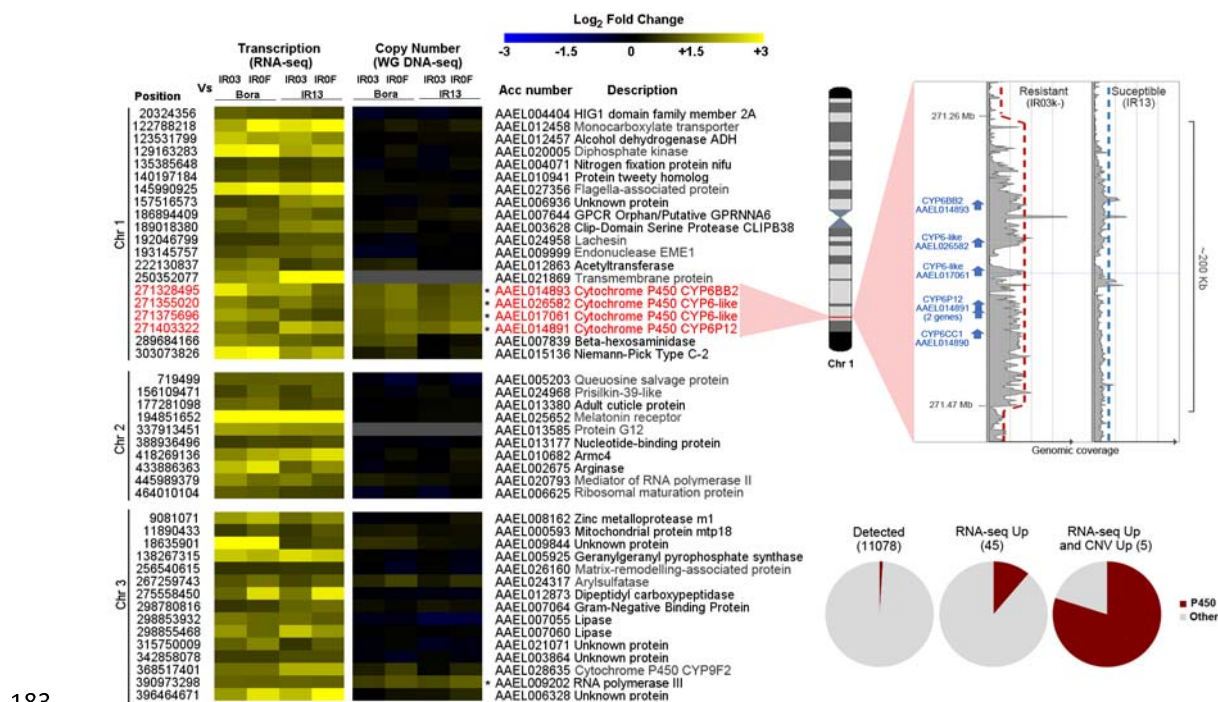 Log2 Fold Change
-3 -1.5 0 +1.5 +3
Transcription (RNA-seq)
Copy Number (WG DNA-seq)
IR03 IR0F IR03 IR0F IR03 IR0F IR03 IR0F
Position Vs Bora IR13 Bora IR13 Acc number Description
Chr 1
20324356 AAEL004404 HIG1 domain family member 2A
122788218 AAEL012458 Monocarboxylate transporter
123531799 AAEL012457 Alcohol dehydrogenase ADH
129163283 AAEL020005 Diphosphate kinase
135385648 AAEL004071 Nitrogen fixation protein nifu
140197184 AAEL010941 Protein tweety homolog
145990925 AAEL027356 Flagella-associated protein
157516573 AAEL006936 Unknown protein
186894409 AAEL007644 GPCR Orphan/Putative GPRNNA6
189018380 AAEL003628 Clip-Domain Serine Protease CLIPB38
192046799 AAEL024958 Lachesin
193145757 AAEL009999 Endonuclease EME1
222130837 AAEL012863 Acetyltransferase
250352077 AAEL021869 Transmembrane protein
271328495 * AAEL014893 Cytochrome P450 CYP6BB2
271355020 * AAEL026582 Cytochrome P450 CYP6-like
271375696 * AAEL017061 Cytochrome P450 CYP6-like
271403322 * AAEL014891 Cytochrome P450 CYP6P12
289684166 AAEL007839 Beta-hexosaminidase
303073826 AAEL015136 Niemann-Pick Type C-2
Chr 2
719499 AAEL005203 Queuosine salvage protein
156109471 AAEL024968 Prisilkin-39-like
177281098 AAEL013380 Adult cuticle protein
194851652 AAEL025652 Melatonin receptor
337913451 AAEL013585 Protein G12
388936496 AAEL013177 Nucleotide-binding protein
418269136 AAEL010682 Armc4
433886363 AAEL002675 Arginase
445989379 AAEL020793 Mediator of RNA polymerase II
464010104 AAEL006625 Ribosomal maturation protein
Chr 3
9081071 AAEL008162 Zinc metalloprotease m1
11890433 AAEL000593 Mitochondrial protein mtp18
18635901 AAEL009844 Unknown protein
138267315 AAEL005925 Geranylgeranyl pyrophosphate synthase
256540615 AAEL026160 Matrix-remodelling-associated protein
267259743 AAEL024317 Arylsulfatase
275558450 AAEL012873 Dipeptidyl carboxypeptidase
298780816 AAEL007064 Gram-Negative Binding Protein
298853932 AAEL007055 Lipase
298855468 AAEL007060 Lipase
315750009 AAEL021071 Unknown protein
342858078 AAEL003864 Unknown protein
368517401 AAEL028635 Cytochrome P450 CYP9F2
390973298 * AAEL009202 RNA polymerase III
396464671 AAEL006328 Unknown protein
Chr 1
Resistant (IR03k-)
Suceptible (IR13)
271.26 Mb
CYP6BB2
AAEL014893
CYP6-like
AAEL026582
CYP6-like
AAEL017061
CYP6P12
AAEL014891
(2 genes)
CYP6CC1
AAEL014890
271.47 Mb
~200 Kb
Genomic coverage
Detected (11078)
RNA-seq Up (45)
RNA-seq Up and CNV Up (5)
P450
Other